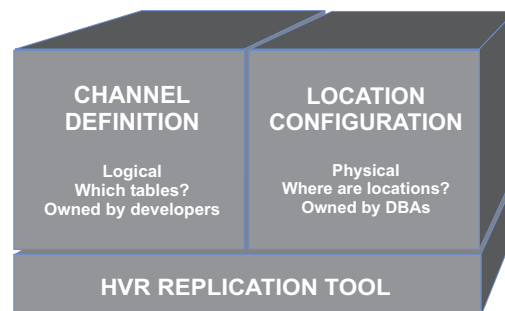 CHANNEL
DEFINITION
Logical
Which tables?
Owned by developers
LOCATION
CONFIGURATION
Physical
Where are locations?
Owned by DBAs
HVR REPLICATION TOOL